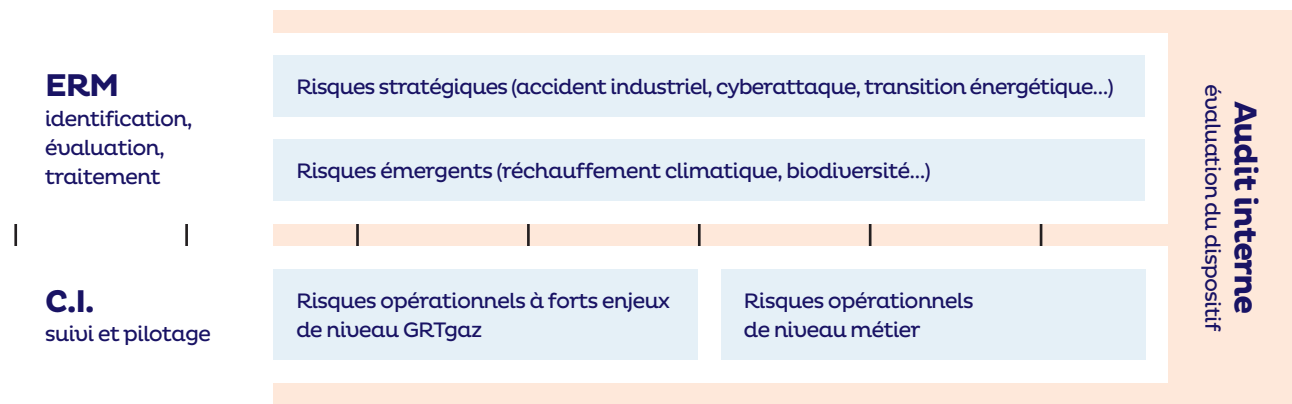 ERM
identification,
évaluation,
traitement
Risques stratégiques (accident industriel, cyberattaque, transition énergétique...)
Risques émergents (réchauffement climatique, biodiversité...)
C.I.
suivi et pilotage
Risques opérationnels à forts enjeux
de niveau GRTgaz
Risques opérationnels
de niveau métier
Audit interne
évaluation du dispositif